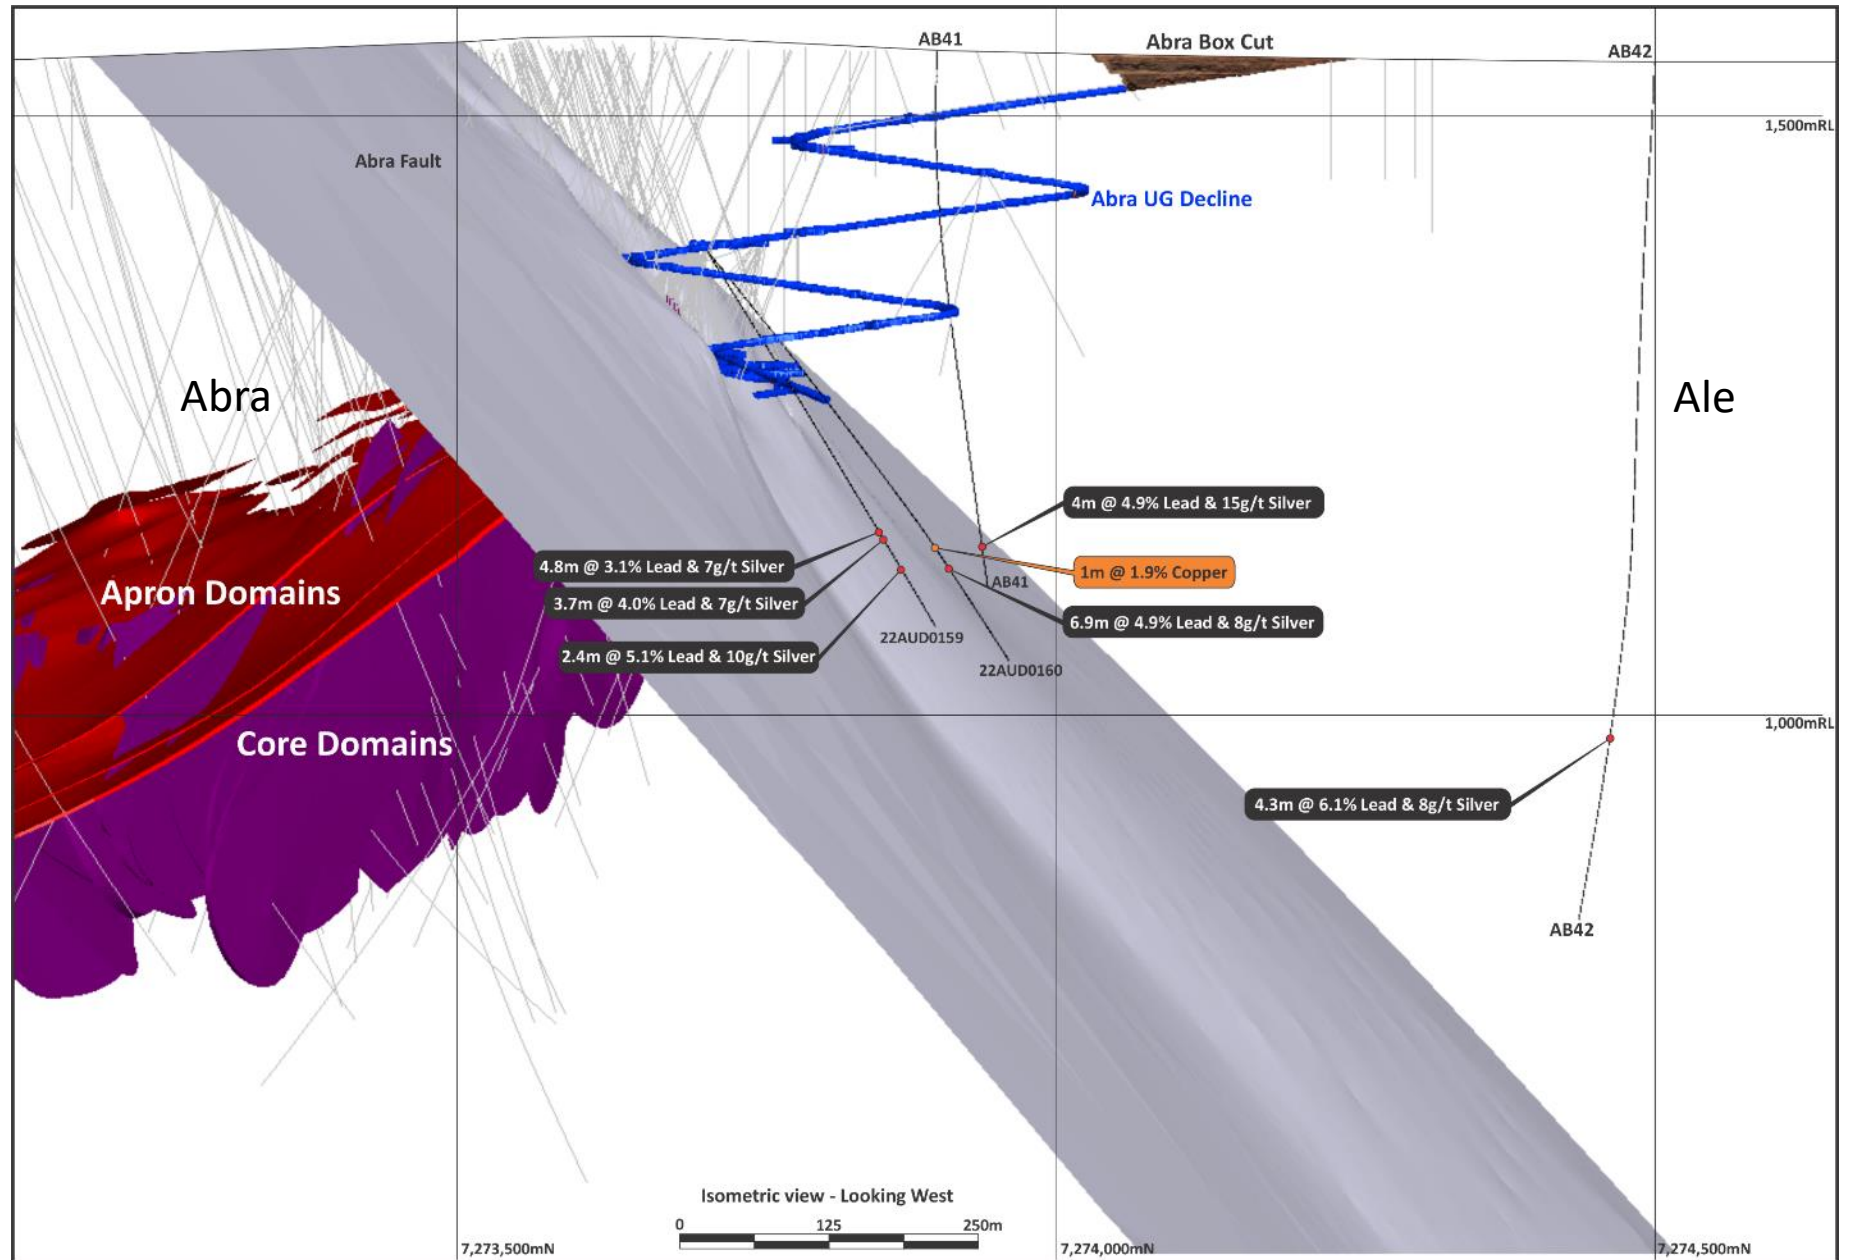 AB41
Abra Box Cut
AB42
1,500mRL
Abra Fault
Abra UG Decline
Abra
Ale
4m @ 4.9% Lead & 15g/t Silver
4.8m @ 3.1% Lead & 7g/t Silver
1m @ 1.9% Copper
AB41
Apron Domains
3.7m @ 4.0% Lead & 7g/t Silver
6.9m @ 4.9% Lead & 8g/t Silver
22AUD0159
2.4m @ 5.1% Lead & 10g/t Silver
22AUD0160
1,000mRL
Core Domains
4.3m @ 6.1% Lead & 8g/t Silver
AB42
Isometric view - Looking West
0 125 250m
7,273,500mN
7,274,000mN
7,274,500mN